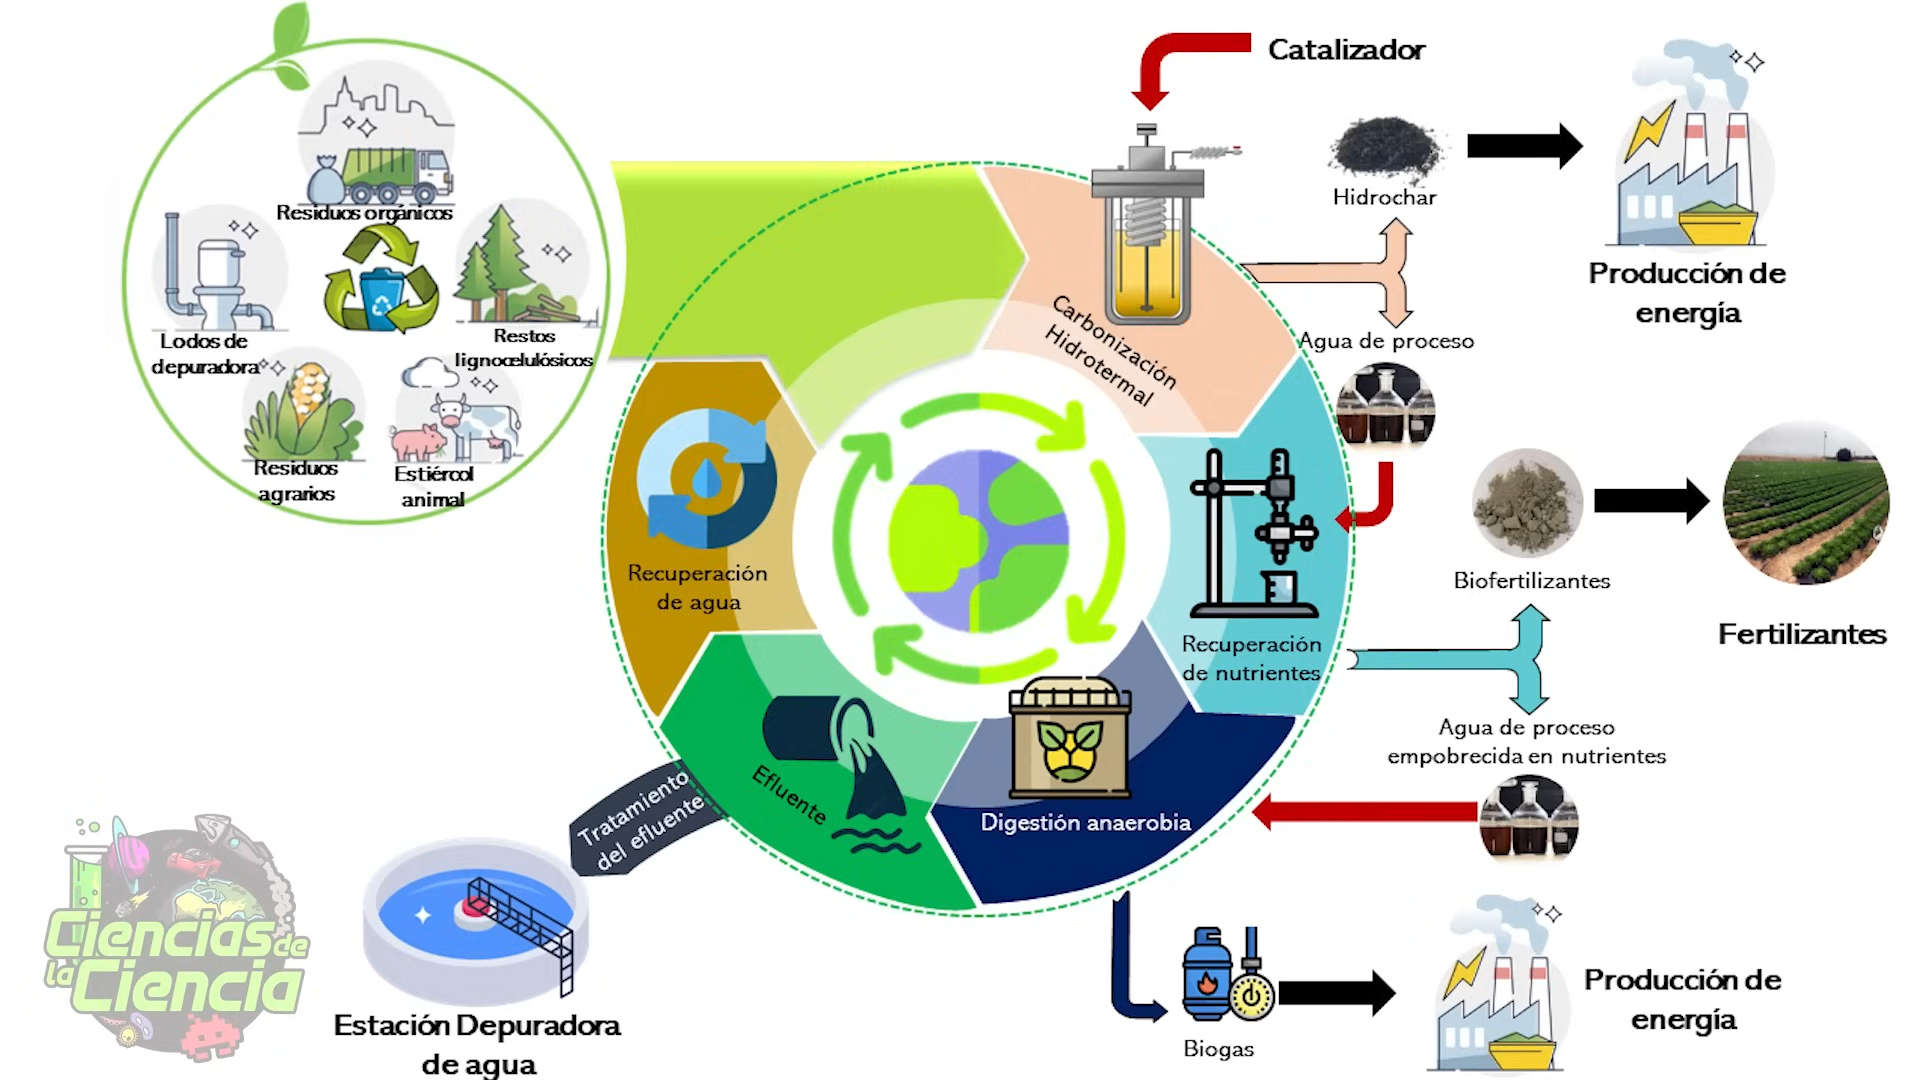 Residuos orgánicos
Lodos de
depuradora
Restos
lignocelulósicos
Residuos
agrarios
Estiércol
animal
Catalizador
Hidrochar
Producción de
energía
Carbonización
Hidrotermal
Agua de proceso
Recuperación
de nutrientes
Biofertilizantes
Fertilizantes
Agua de proceso
empobrecida en nutrientes
Digestión anaerobia
Biogas
Producción de
energía
Efluente
Tratamiento
del efluente
Estación Depuradora
de agua
Recuperación
de agua
Ciencias de
la Ciencia